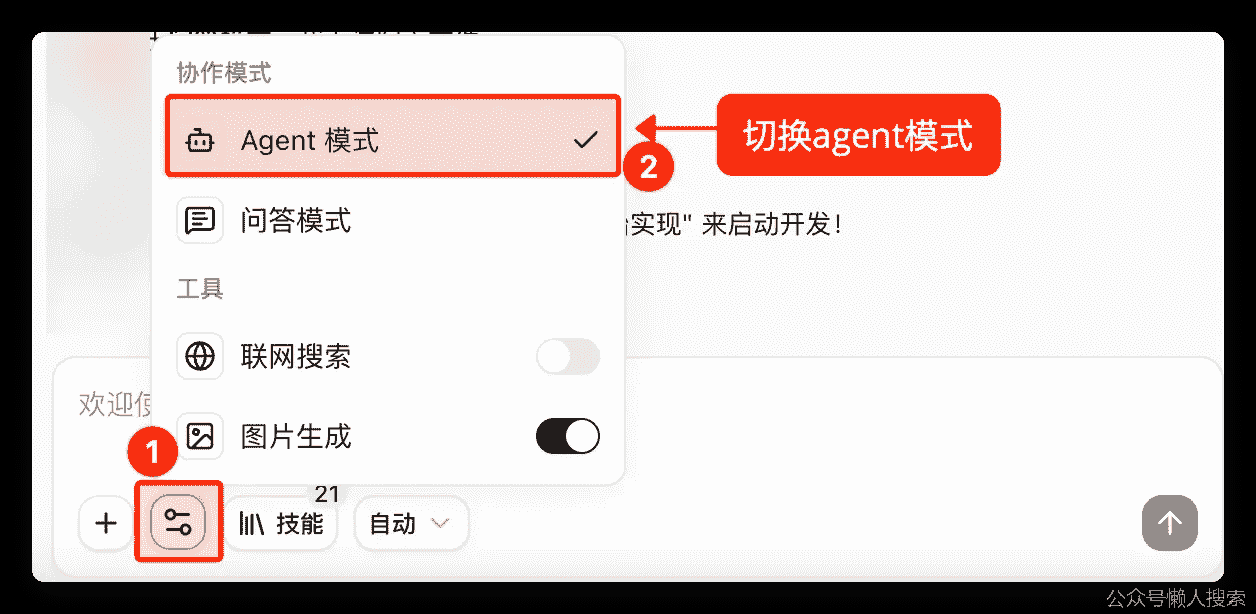 协作模式
Agent 模式
2
切换agent模式
问答模式
实现" 来启动开发!
工具
联网搜索
欢迎使
图片生成
1
21
技能
自动
公众号懒人搜索